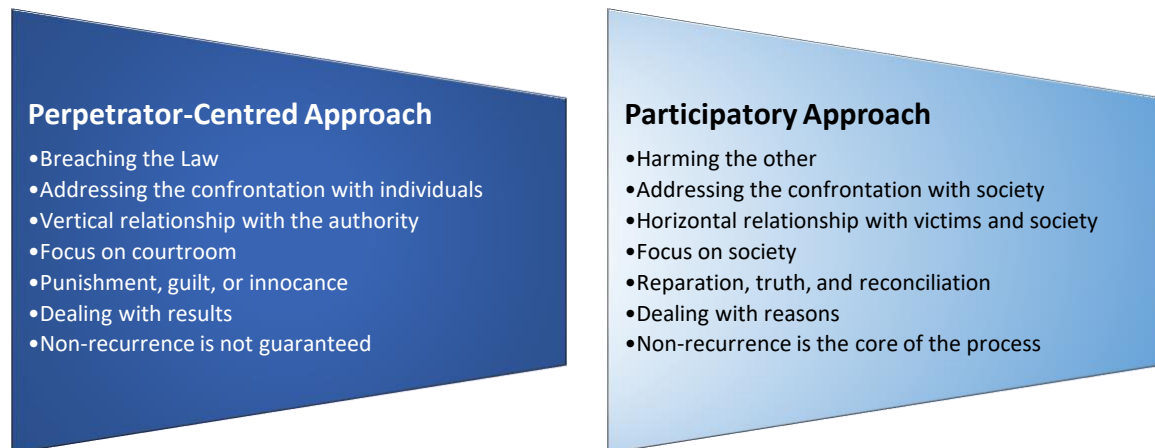 Perpetrator-Centred Approach
•Breaching the Law
•Addressing the confrontation with individuals
•Vertical relationship with the authority
•Focus on courtroom
•Punishment, guilt, or innocance
•Dealing with results
•Non-recurrence is not guaranteed
Participatory Approach
•Harming the other
•Addressing the confrontation with society
•Horizontal relationship with victims and society
•Focus on society
•Reparation, truth, and reconciliation
•Dealing with reasons
•Non-recurrence is the core of the process